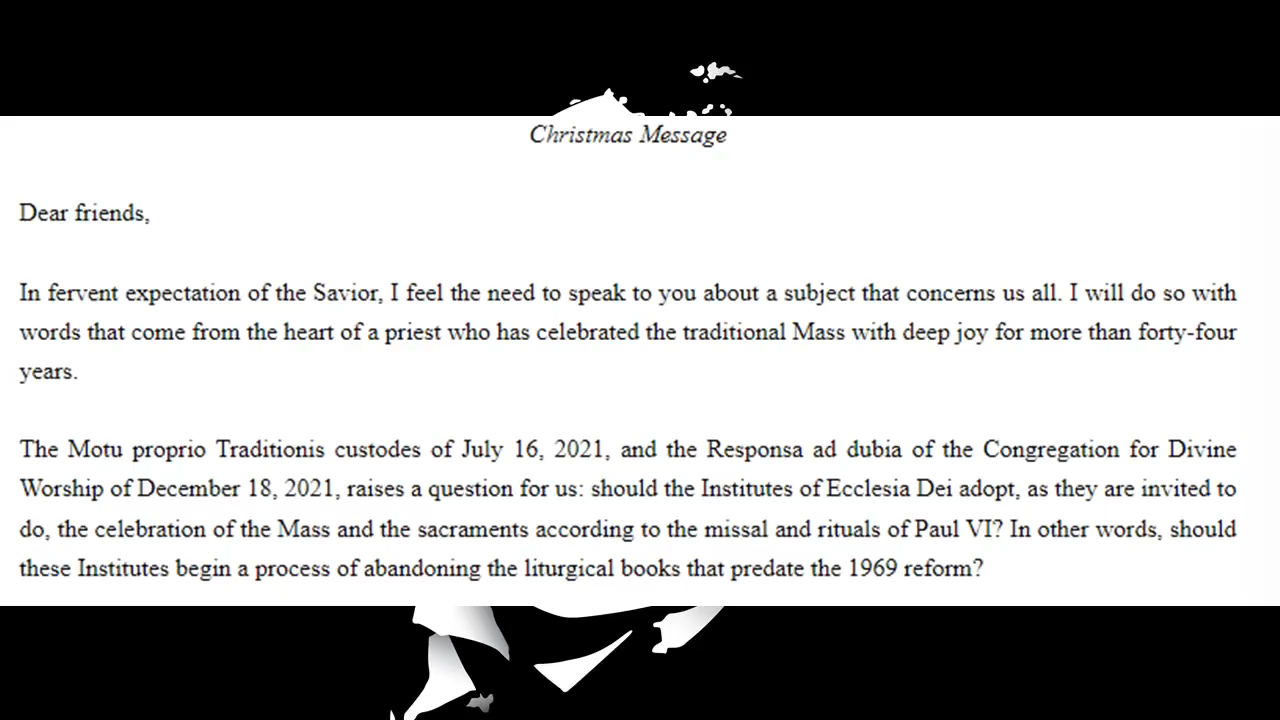 Christmas Message
Dear friends,
In fervent expectation of the Savior, I feel the need to speak to you about a subject that concerns us all. I will do so with
words that come from the heart of a priest who has celebrated the traditional Mass with deep joy for more than forty-four
years.
The Motu proprio Traditionis custodes of July 16, 2021, and the Responsa ad dubia of the Congregation for Divine
Worship of December 18, 2021, raises a question for us: should the Institutes of Ecclesia Dei adopt, as they are invited to
do, the celebration of the Mass and the sacraments according to the missal and rituals of Paul VI? In other words, should
these Institutes begin a process of abandoning the liturgical books that predate the 1969 reform?